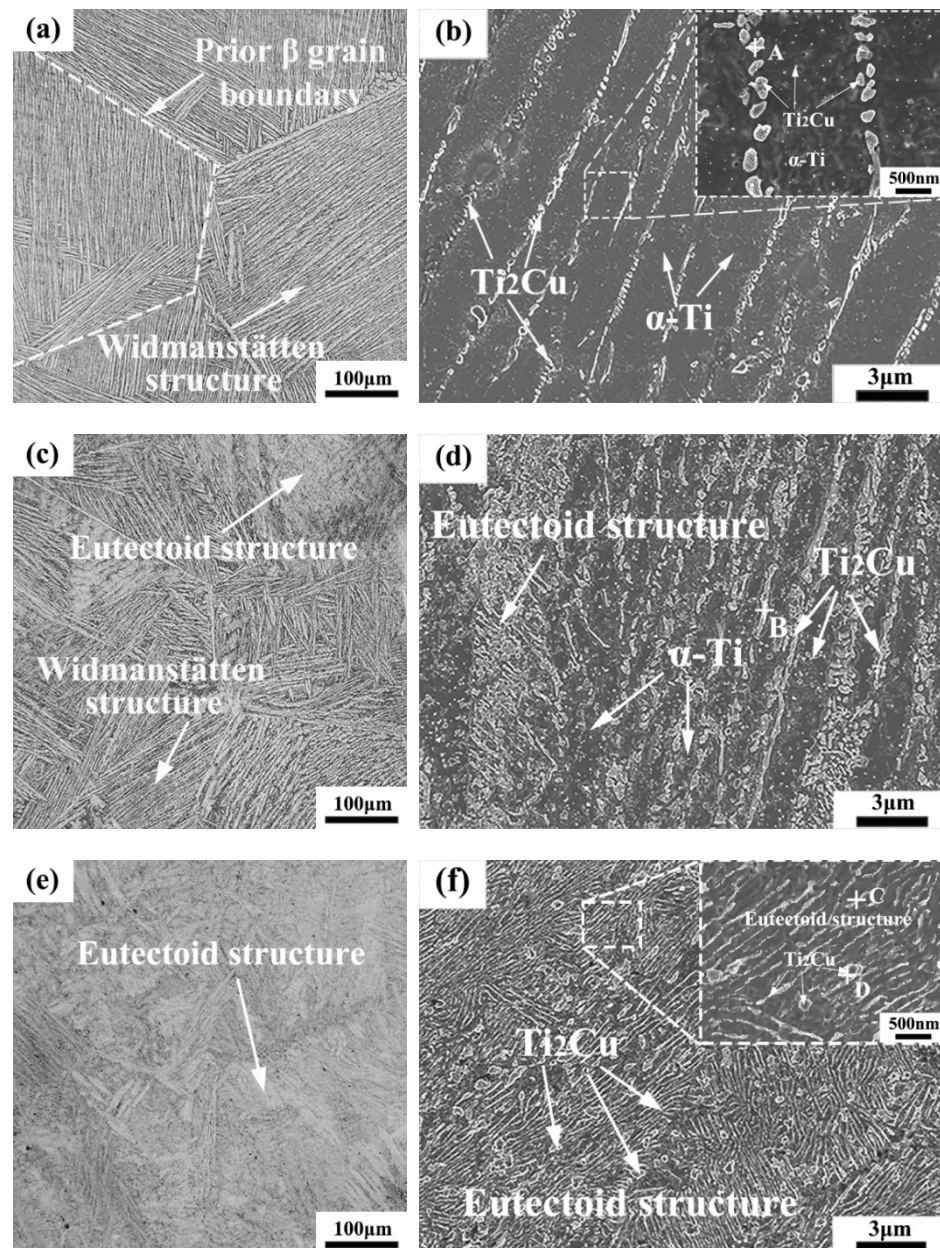 (a)
Prior β grain
boundary
Widmanstätten
structure
100μm
(b)
A
Ti₂Cu
α-Ti
500nm
Ti₂Cu
α-Ti
3μm
(c)
Eutectoid structure
Widmanstätten
structure
100μm
(d)
Eutectoid structure
Ti₂Cu
B
α-Ti
3μm
(e)
Eutectoid structure
100μm
(f)
C
Eutectoid structure
Ti₂Cu
D
500nm
Ti₂Cu
Eutectoid structure
3μm